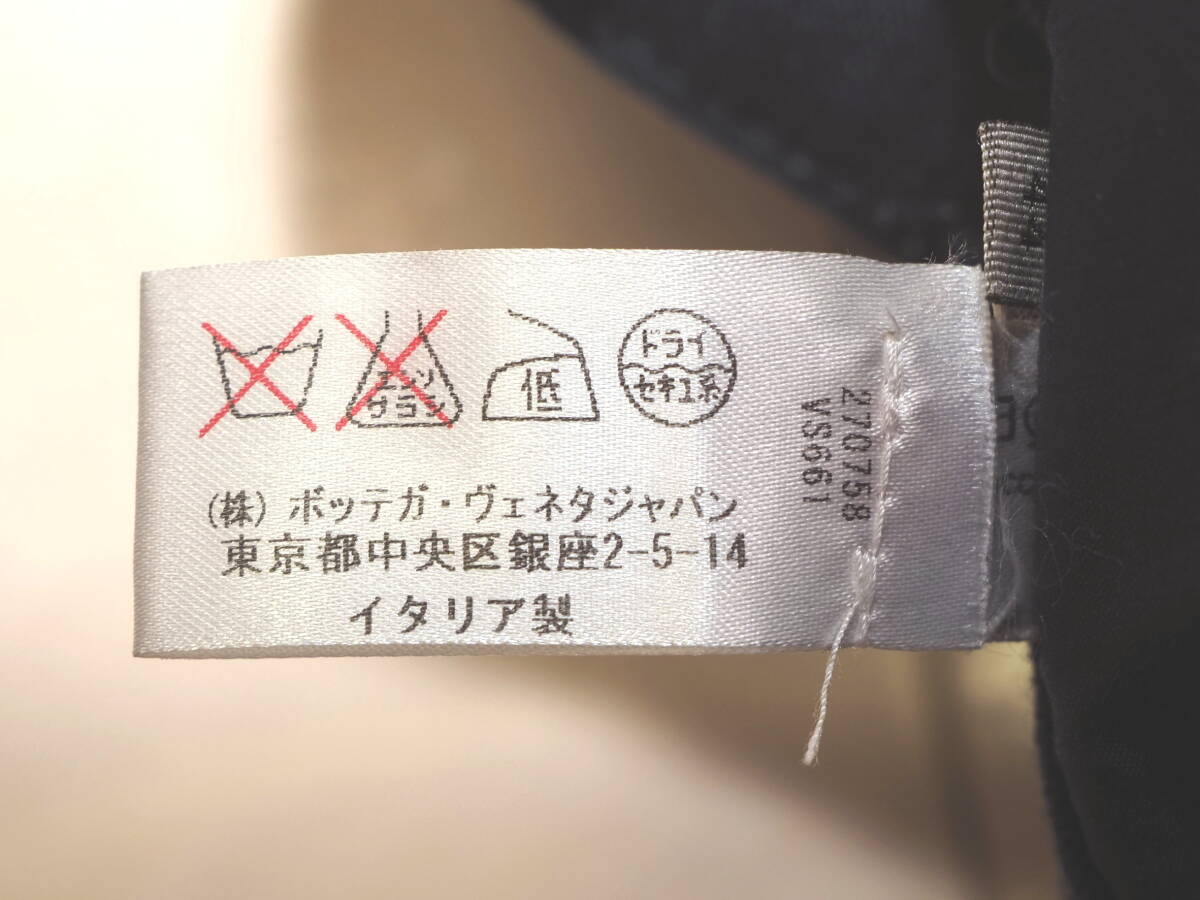 エンソ
サラシ
低
ドライ
セキユ系
(株) ボッテガ・ヴェネタジャパン
東京都中央区銀座2-5-14
イタリア製
270758
VS661